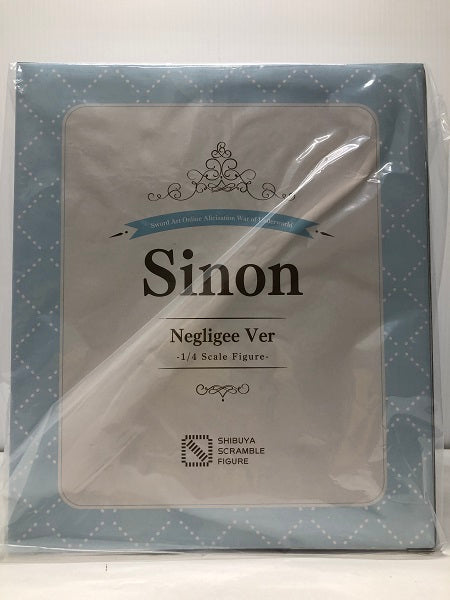 Sword Art Online Alicization War of Underworld
Sinon
Negligee Ver
-1/4 Scale Figure-
SHIBUYA
SCRAMBLE
FIGURE